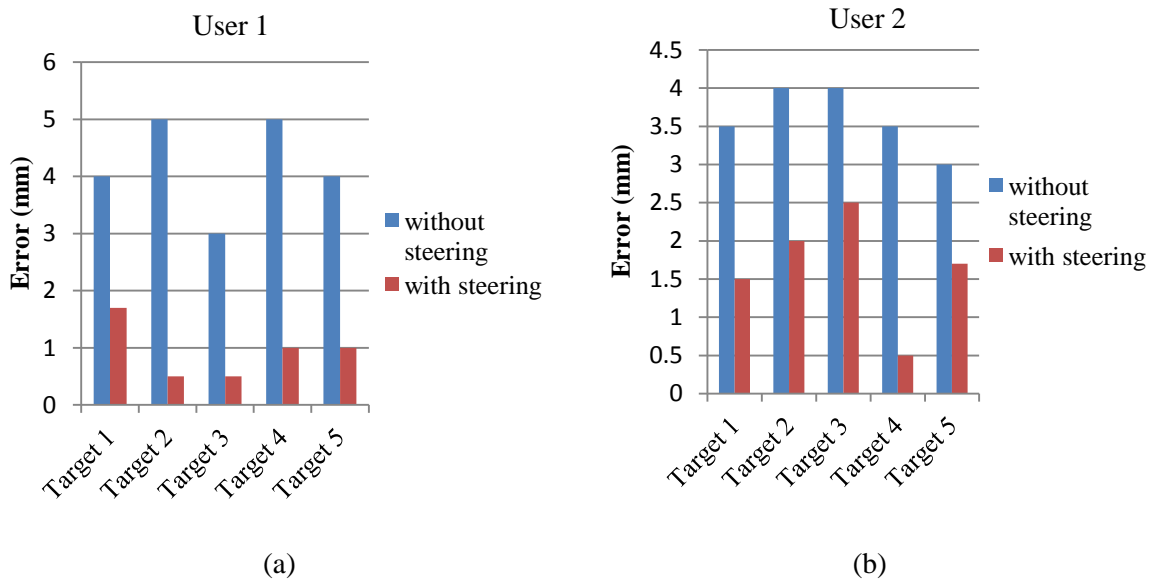 User 1
6
5
4
3
2
1
0
Error (mm)
Target 1
Target 2
Target 3
Target 4
Target 5
without
steering
with steering
(a)
User 2
4.5
4
3.5
3
2.5
2
1.5
1
0.5
0
Error (mm)
Target 1
Target 2
Target 3
Target 4
Target 5
without
steering
with steering
(b)